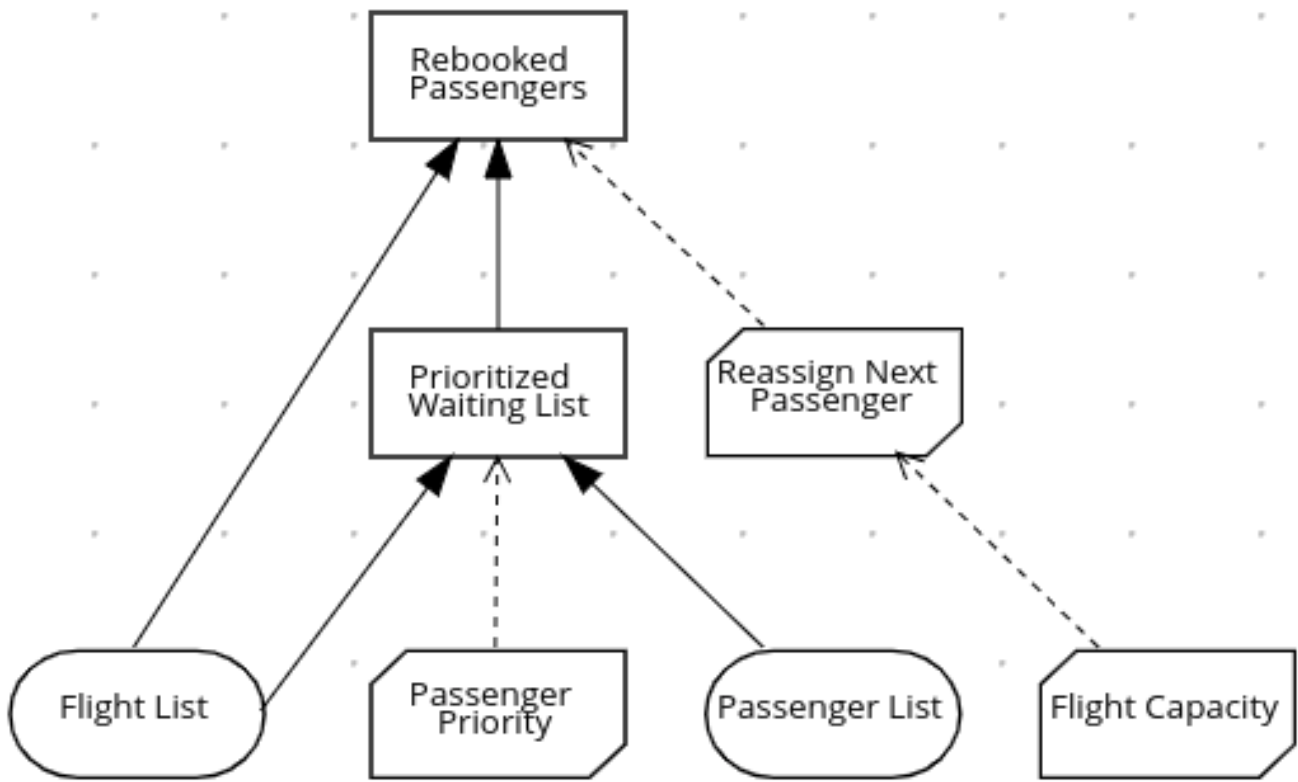 Rebooked
Passengers
Prioritized
Waiting List
Reassign Next
Passenger
Flight List
Passenger
Priority
Passenger List
Flight Capacity